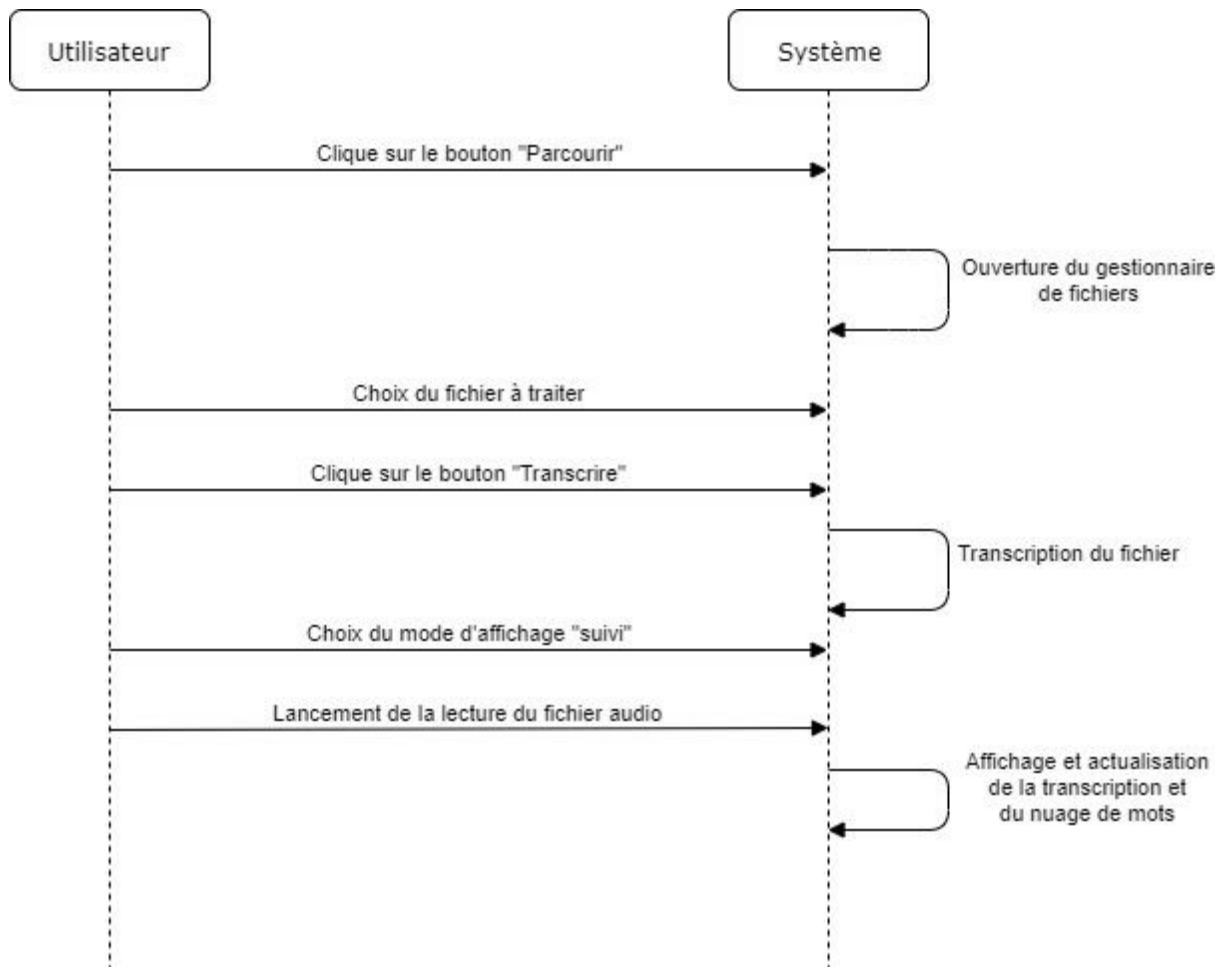 Utilisateur
Système
Clique sur le bouton "Parcourir"
Ouverture du gestionnaire
de fichiers
Choix du fichier à traiter
Clique sur le bouton "Transcrire"
Transcription du fichier
Choix du mode d'affichage "suivi"
Lancement de la lecture du fichier audio
Affichage et actualisation
de la transcription et
du nuage de mots